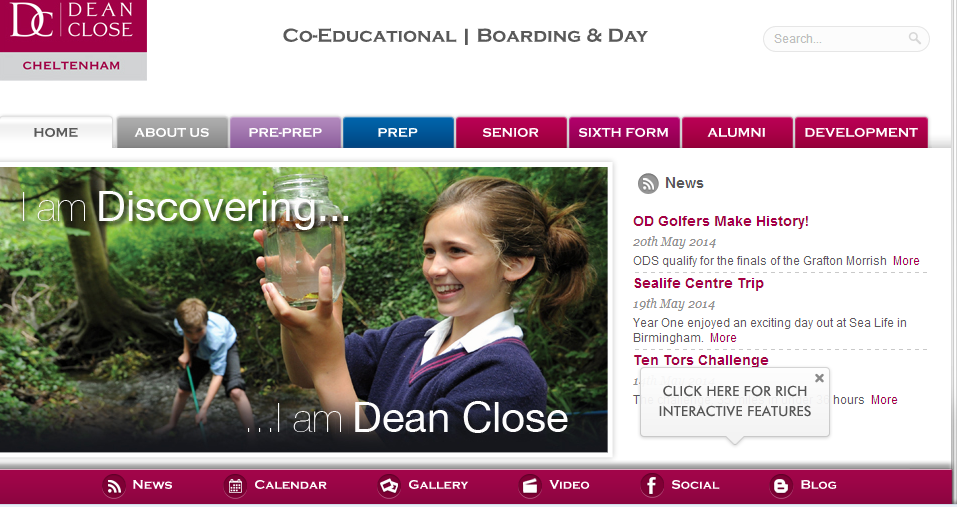 DC DEAN CLOSE
CHELTENHAM
CO-EDUCATIONAL | BOARDING & DAY
Search...
HOME ABOUT US PRE-PREP PREP SENIOR SIXTH FORM ALUMNI DEVELOPMENT
I am Discovering...
...I am Dean Close
News
OD Golfers Make History!
20th May 2014
ODS qualify for the finals of the Grafton Morrish More
Sealife Centre Trip
19th May 2014
Year One enjoyed an exciting day out at Sea Life in
Birmingham. More
Ten Tors Challenge
hours More
CLICK HERE FOR RICH
INTERACTIVE FEATURES
NEWS CALENDAR GALLERY VIDEO SOCIAL BLOG